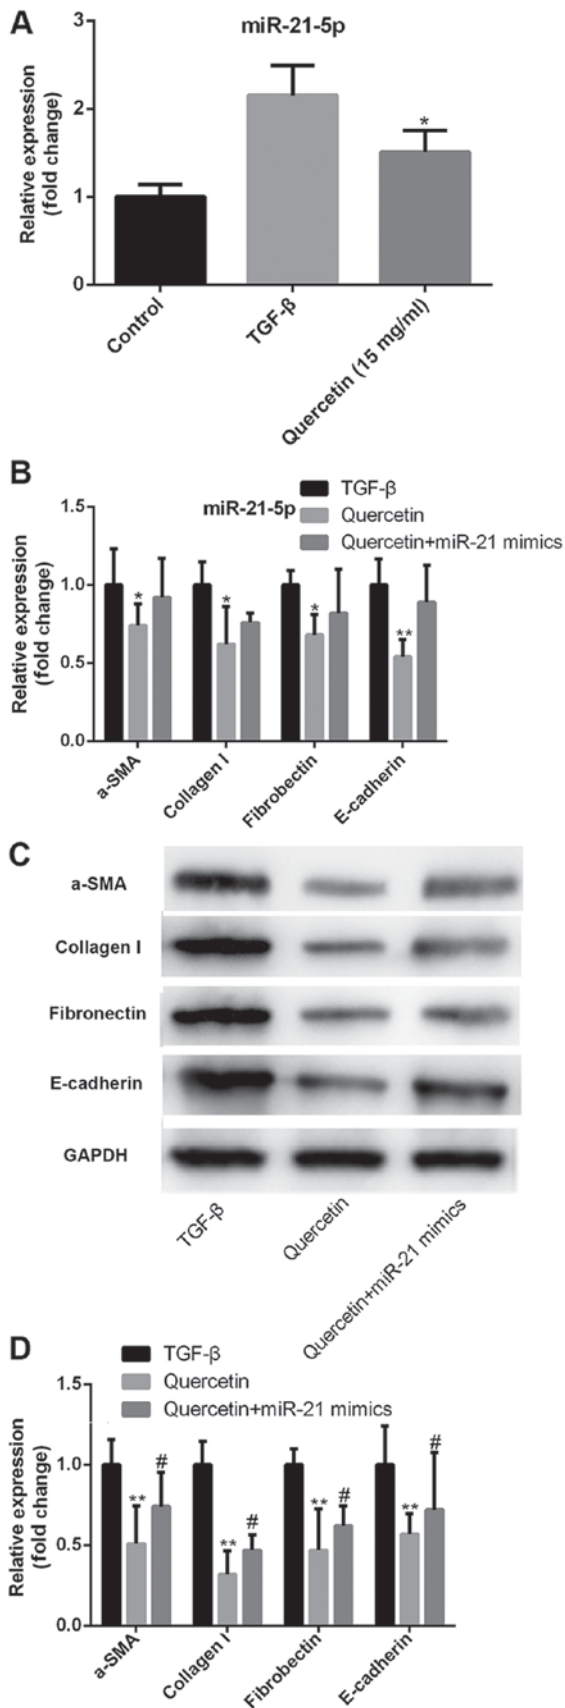 A
miR-21-5p
Relative expression
(fold change)
3
2
1
0
*
Control
TGF-β
Quercetin (15 mg/ml)
B
TGF-β
Quercetin
Quercetin+miR-21 mimics
miR-21-5p
Relative expression
(fold change)
1.5
1.0
0.5
0.0
*
*
*
**
a-SMA
Collagen I
Fibrobectin
E-cadherin
C
a-SMA
Collagen I
Fibronectin
E-cadherin
GAPDH
TGF-β
Quercetin
Quercetin+miR-21 mimics
D
TGF-β
Quercetin
Quercetin+miR-21 mimics
Relative expression
(fold change)
1.5
1.0
0.5
0.0
**
#
**
#
**
#
**
#
a-SMA
Collagen I
Fibrobectin
E-cadherin